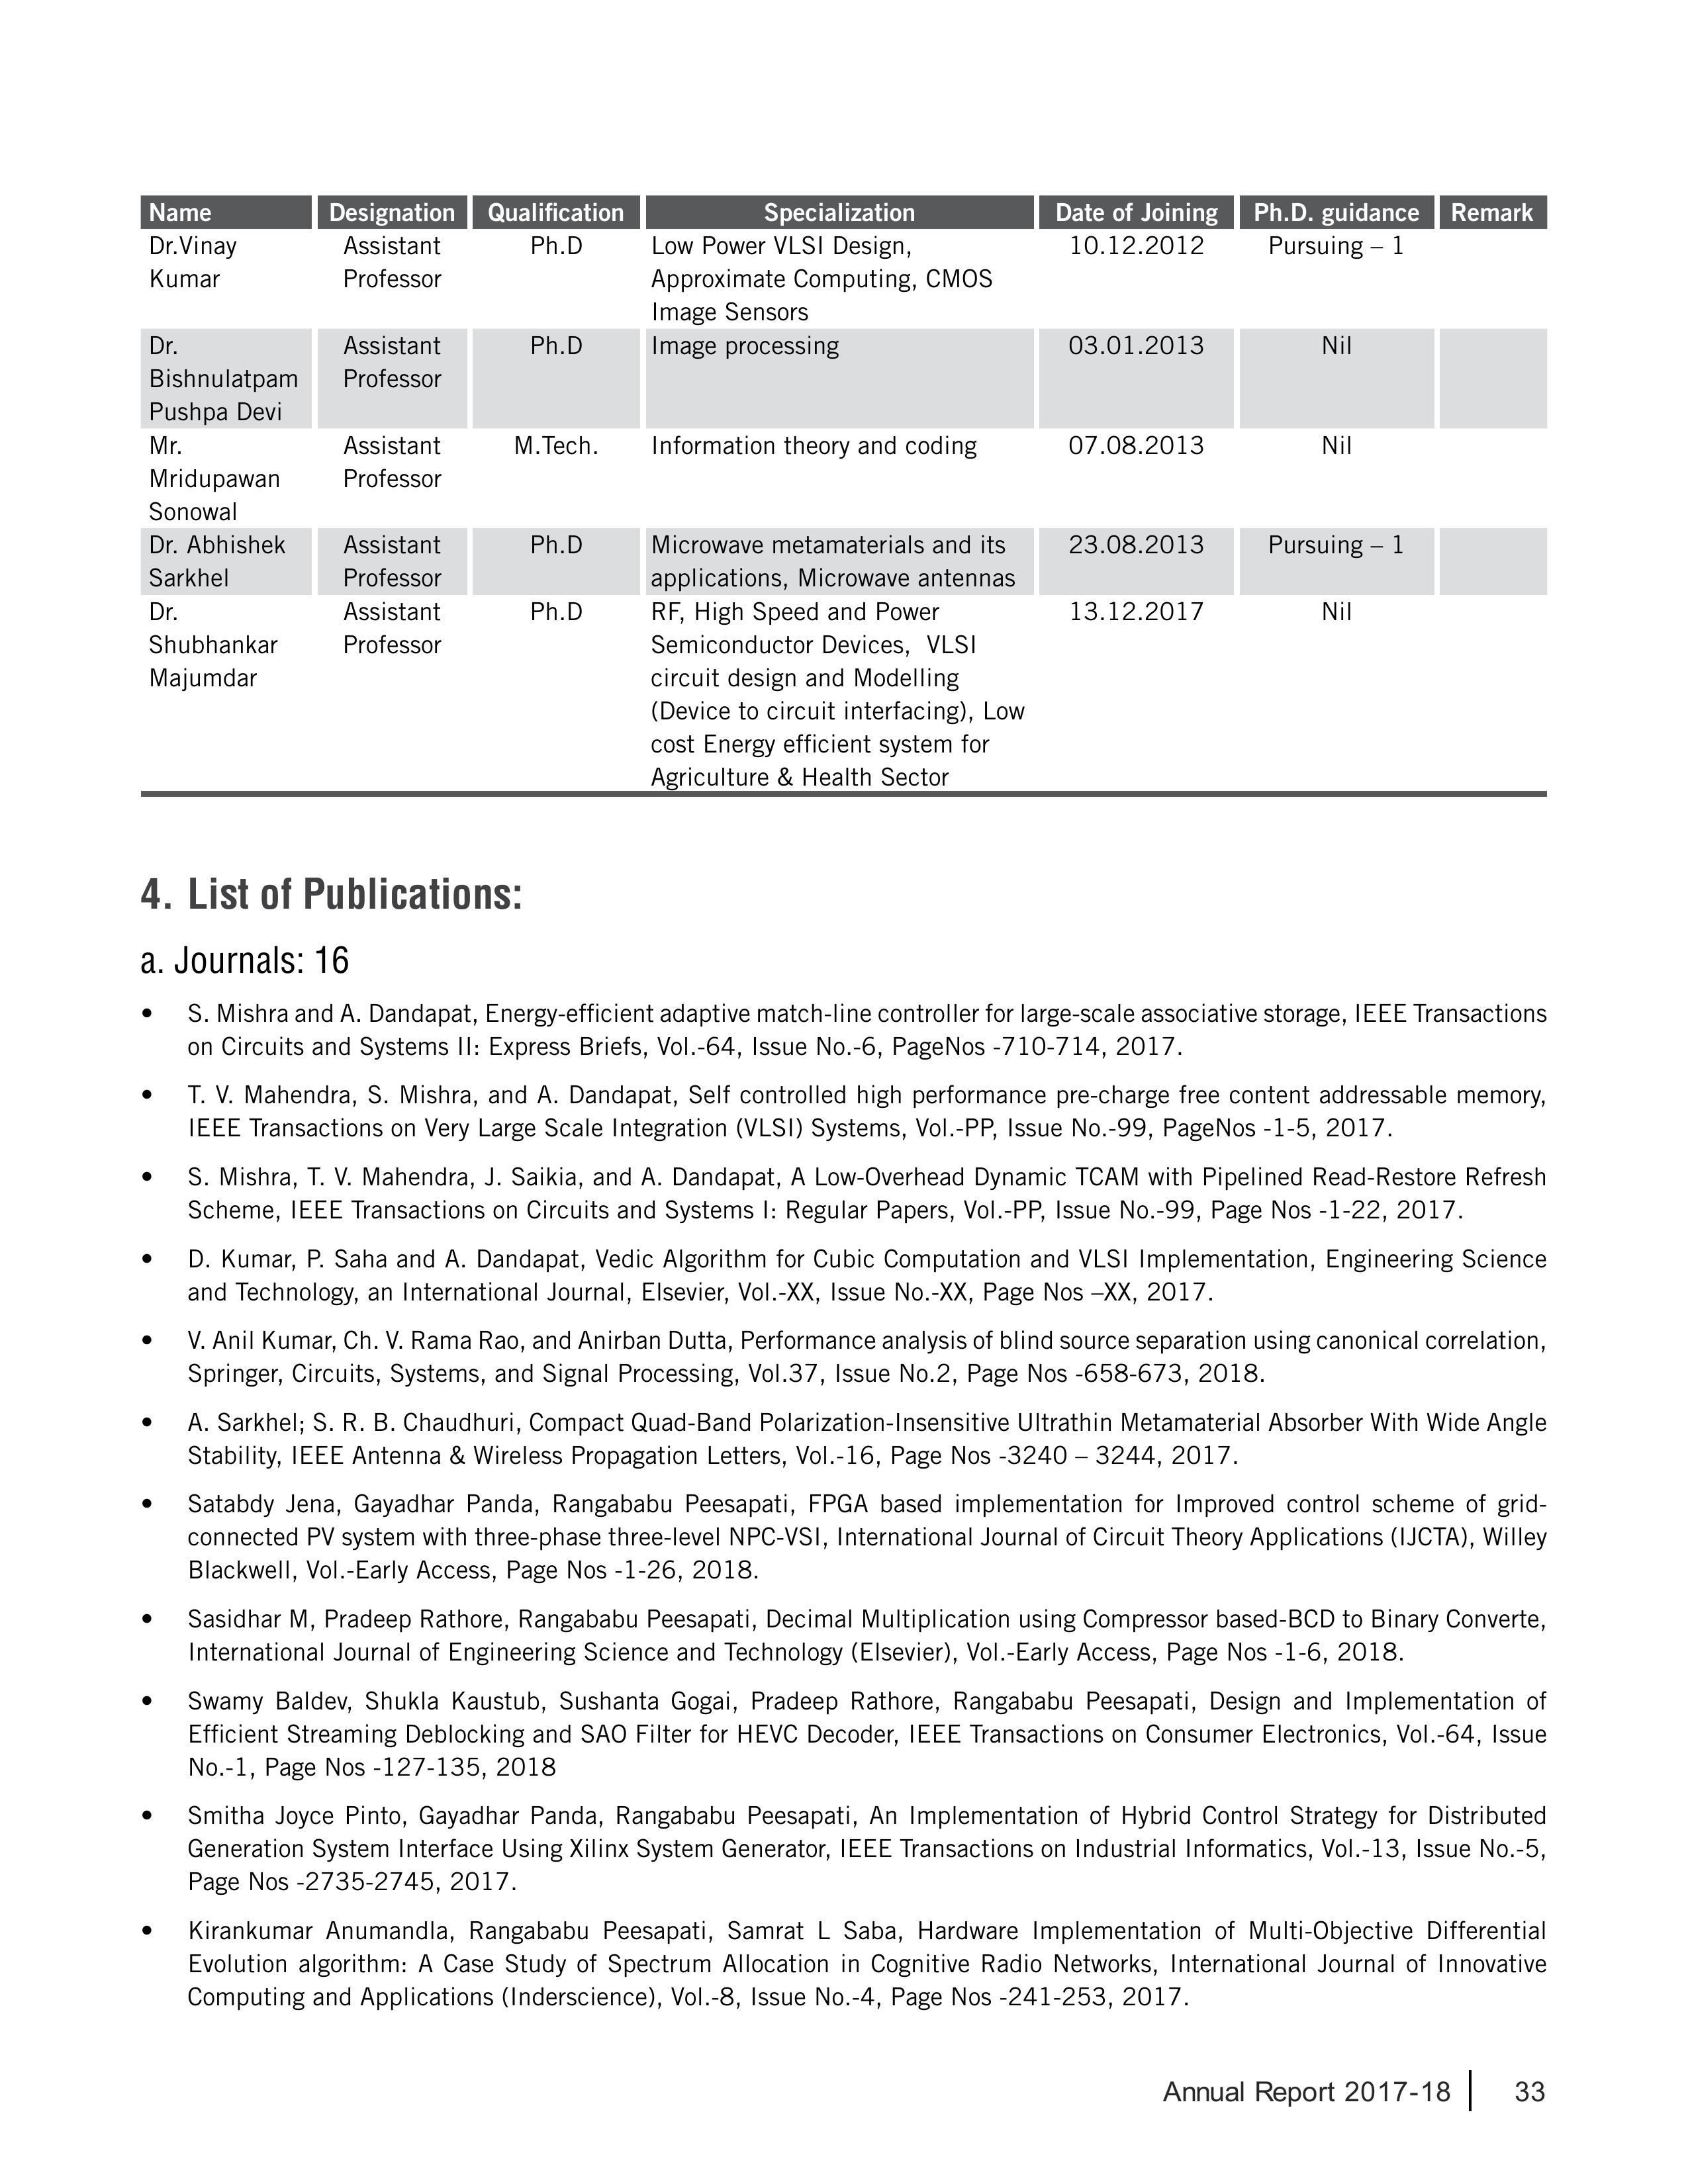 Name Designation Qualification Specialization Date of Joining Ph.D. guidance Remark
Dr.Vinay Assistant Ph.D Low Power VLSI Design, 10.12.2012 Pursuing – 1
Kumar Professor Approximate Computing, CMOS
Image Sensors
Dr. Assistant Ph.D Image processing 03.01.2013 Nil
Bishnulatpam Professor
Pushpa Devi
Mr. Assistant M.Tech. Information theory and coding 07.08.2013 Nil
Mridupawan Professor
Sonowal
Dr. Abhishek Assistant Ph.D Microwave metamaterials and its 23.08.2013 Pursuing – 1
Sarkhel Professor applications, Microwave antennas
Dr. Assistant Ph.D RF, High Speed and Power 13.12.2017 Nil
Shubhankar Professor Semiconductor Devices, VLSI
Majumdar circuit design and Modelling
(Device to circuit interfacing), Low
cost Energy efficient system for
Agriculture & Health Sector
4. List of Publications:
a. Journals: 16
• S. Mishra and A. Dandapat, Energy-efficient adaptive match-line controller for large-scale associative storage, IEEE Transactions
on Circuits and Systems II: Express Briefs, Vol.-64, Issue No.-6, PageNos -710-714, 2017.
• T. V. Mahendra, S. Mishra, and A. Dandapat, Self controlled high performance pre-charge free content addressable memory,
IEEE Transactions on Very Large Scale Integration (VLSI) Systems, Vol.-PP, Issue No.-99, PageNos -1-5, 2017.
• S. Mishra, T. V. Mahendra, J. Saikia, and A. Dandapat, A Low-Overhead Dynamic TCAM with Pipelined Read-Restore Refresh
Scheme, IEEE Transactions on Circuits and Systems I: Regular Papers, Vol.-PP, Issue No.-99, Page Nos -1-22, 2017.
• D. Kumar, P. Saha and A. Dandapat, Vedic Algorithm for Cubic Computation and VLSI Implementation, Engineering Science
and Technology, an International Journal, Elsevier, Vol.-XX, Issue No.-XX, Page Nos –XX, 2017.
• V. Anil Kumar, Ch. V. Rama Rao, and Anirban Dutta, Performance analysis of blind source separation using canonical correlation,
Springer, Circuits, Systems, and Signal Processing, Vol.37, Issue No.2, Page Nos -658-673, 2018.
• A. Sarkhel; S. R. B. Chaudhuri, Compact Quad-Band Polarization-Insensitive Ultrathin Metamaterial Absorber With Wide Angle
Stability, IEEE Antenna & Wireless Propagation Letters, Vol.-16, Page Nos -3240 – 3244, 2017.
• Satabdy Jena, Gayadhar Panda, Rangababu Peesapati, FPGA based implementation for Improved control scheme of grid-
connected PV system with three-phase three-level NPC-VSI, International Journal of Circuit Theory Applications (IJCTA), Willey
Blackwell, Vol.-Early Access, Page Nos -1-26, 2018.
• Sasidhar M, Pradeep Rathore, Rangababu Peesapati, Decimal Multiplication using Compressor based-BCD to Binary Converte,
International Journal of Engineering Science and Technology (Elsevier), Vol.-Early Access, Page Nos -1-6, 2018.
• Swamy Baldev, Shukla Kaustub, Sushanta Gogai, Pradeep Rathore, Rangababu Peesapati, Design and Implementation of
Efficient Streaming Deblocking and SAO Filter for HEVC Decoder, IEEE Transactions on Consumer Electronics, Vol.-64, Issue
No.-1, Page Nos -127-135, 2018
• Smitha Joyce Pinto, Gayadhar Panda, Rangababu Peesapati, An Implementation of Hybrid Control Strategy for Distributed
Generation System Interface Using Xilinx System Generator, IEEE Transactions on Industrial Informatics, Vol.-13, Issue No.-5,
Page Nos -2735-2745, 2017.
• Kirankumar Anumandla, Rangababu Peesapati, Samrat L Saba, Hardware Implementation of Multi-Objective Differential
Evolution algorithm: A Case Study of Spectrum Allocation in Cognitive Radio Networks, International Journal of Innovative
Computing and Applications (Inderscience), Vol.-8, Issue No.-4, Page Nos -241-253, 2017.
Annual Report 2017-18 33